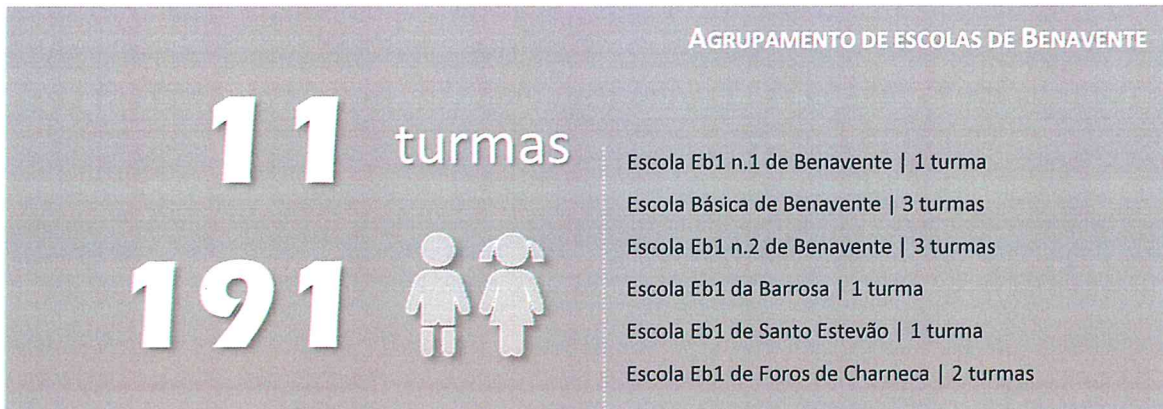 AGRUPAMENTO DE ESCOLAS DE BENAVENTE
11 turmas
191
Escola Eb1 n.1 de Benavente | 1 turma
Escola Básica de Benavente | 3 turmas
Escola Eb1 n.2 de Benavente | 3 turmas
Escola Eb1 da Barrosa | 1 turma
Escola Eb1 de Santo Estevão | 1 turma
Escola Eb1 de Foros de Charneca | 2 turmas